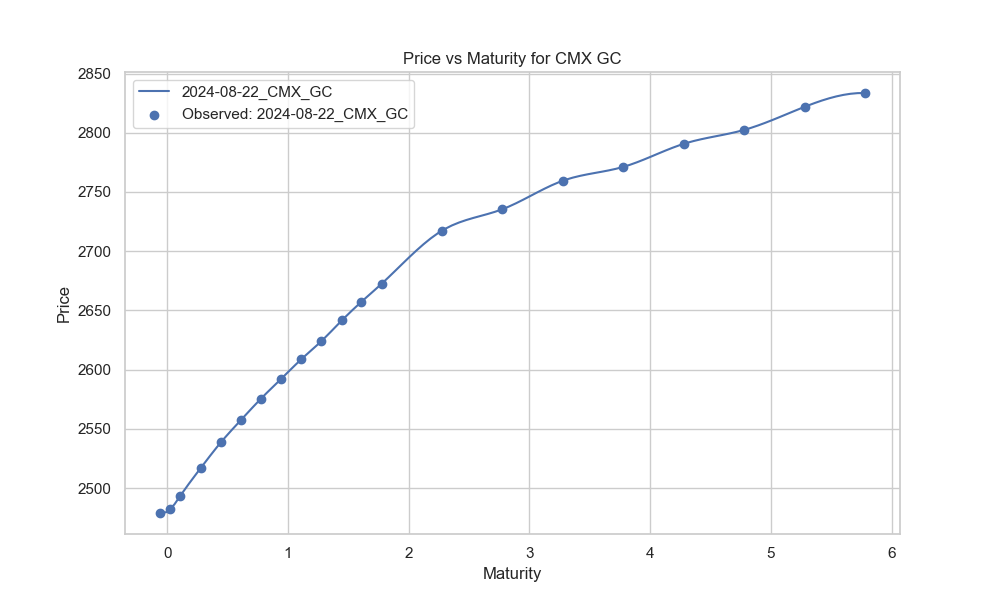 Price vs Maturity for CMX GC
2024-08-22_CMX_GC
Observed: 2024-08-22_CMX_GC
2850
2800
2750
2700
2650
2600
2550
2500
Price
0 1 2 3 4 5 6
Maturity